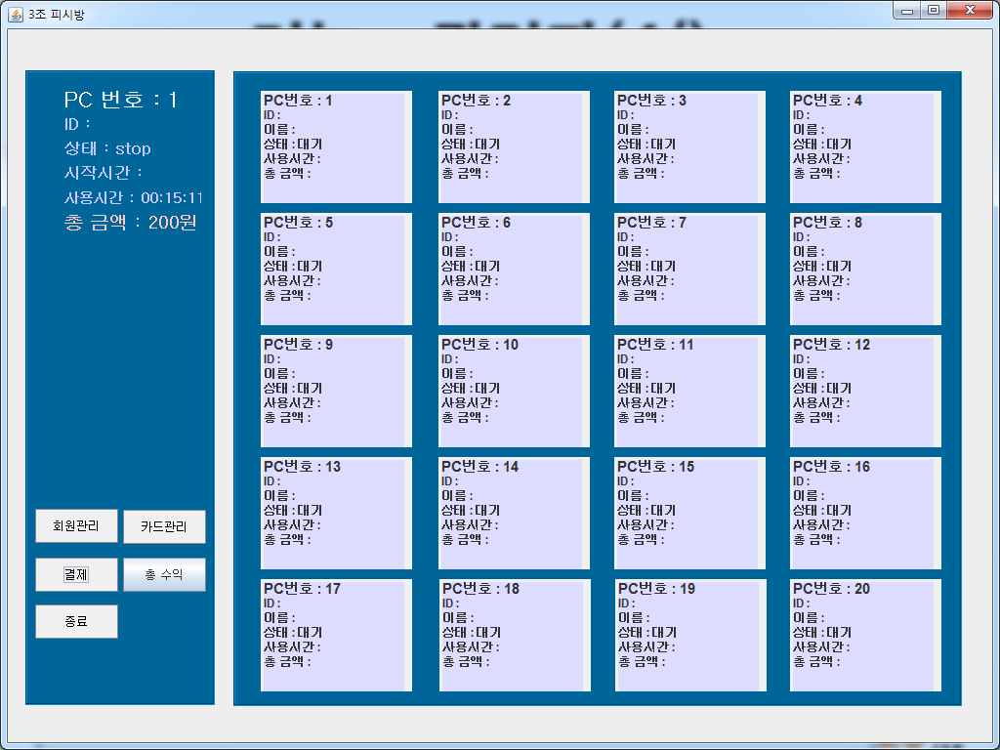 3조 피시방
PC 번호 : 1
ID :
상태 : stop
시작시간 :
사용시간 : 00:15:11
총 금액 : 200원
회원관리 카드관리
결제 총 수익
종료
PC번호 : 1
ID :
이름 :
상태 : 대기
사용시간 :
총 금액 :
PC번호 : 2
ID :
이름 :
상태 : 대기
사용시간 :
총 금액 :
PC번호 : 3
ID :
이름 :
상태 : 대기
사용시간 :
총 금액 :
PC번호 : 4
ID :
이름 :
상태 : 대기
사용시간 :
총 금액 :
PC번호 : 5
ID :
이름 :
상태 : 대기
사용시간 :
총 금액 :
PC번호 : 6
ID :
이름 :
상태 : 대기
사용시간 :
총 금액 :
PC번호 : 7
ID :
이름 :
상태 : 대기
사용시간 :
총 금액 :
PC번호 : 8
ID :
이름 :
상태 : 대기
사용시간 :
총 금액 :
PC번호 : 9
ID :
이름 :
상태 : 대기
사용시간 :
총 금액 :
PC번호 : 10
ID :
이름 :
상태 : 대기
사용시간 :
총 금액 :
PC번호 : 11
ID :
이름 :
상태 : 대기
사용시간 :
총 금액 :
PC번호 : 12
ID :
이름 :
상태 : 대기
사용시간 :
총 금액 :
PC번호 : 13
ID :
이름 :
상태 : 대기
사용시간 :
총 금액 :
PC번호 : 14
ID :
이름 :
상태 : 대기
사용시간 :
총 금액 :
PC번호 : 15
ID :
이름 :
상태 : 대기
사용시간 :
총 금액 :
PC번호 : 16
ID :
이름 :
상태 : 대기
사용시간 :
총 금액 :
PC번호 : 17
ID :
이름 :
상태 : 대기
사용시간 :
총 금액 :
PC번호 : 18
ID :
이름 :
상태 : 대기
사용시간 :
총 금액 :
PC번호 : 19
ID :
이름 :
상태 : 대기
사용시간 :
총 금액 :
PC번호 : 20
ID :
이름 :
상태 : 대기
사용시간 :
총 금액 :